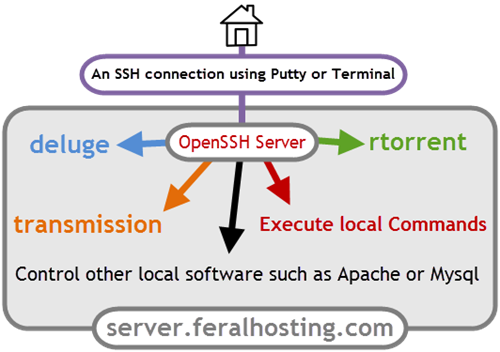 An SSH connection using Putty or Terminal
deluge
OpenSSH Server
rtorrent
transmission
Execute local Commands
Control other local software such as Apache or Mysql
server.feralhosting.com